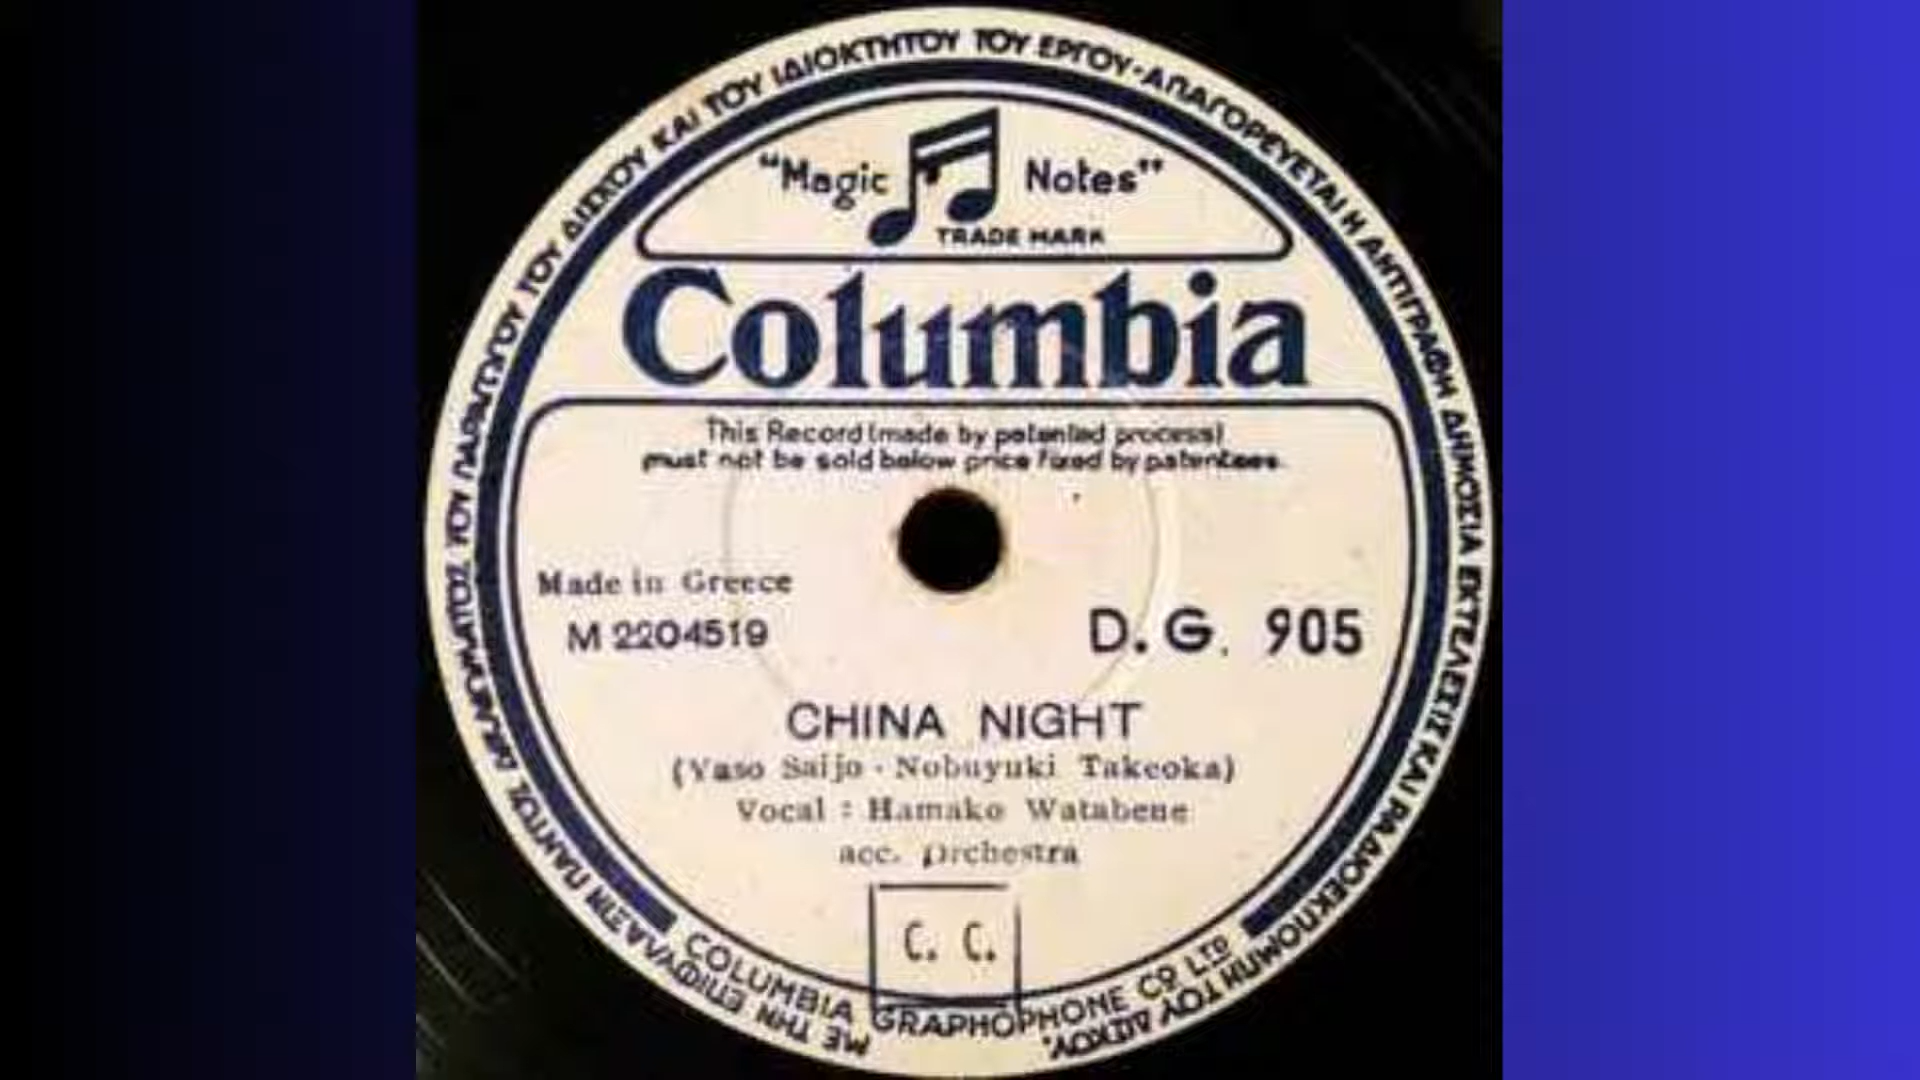 ΜΕ ΤΗΝ ΕΠΙΦΥΛΑΞΙΝ ΠΑΝΤΟΣ ΔΙΚΑΙΩΜΑΤΟΣ ΤΟΥ ΠΑΡΑΓΩΓΟΥ ΤΟΥ ΔΙΣΚΟΥ ΚΑΙ ΤΟΥ ΙΔΙΟΚΤΗΤΟΥ ΤΟΥ ΕΡΓΟΥ-ΑΠΑΓΟΡΕΥΕΤΑΙ Η ΑΝΤΙΓΡΑΦΗ ΔΗΜΟΣΙΑ ΕΚΤΕΛΕΣΙΣ ΚΑΙ ΡΑΔΙΟΕΚΠΟΜΠΗ ΤΟΥ ΔΙΣΚΟΥ.
"Magic Notes"
TRADE MARK
Columbia
This Record (made by patented process)
must not be sold below price fixed by patentees.
Made in Greece
M 2204519
D. G. 905
CHINA NIGHT
(Yaso Saijo - Nobuyuki Takeoka)
Vocal : Hamako Watabene
acc. Orchestra
C. C.
COLUMBIA GRAPHOPHONE CO LTD